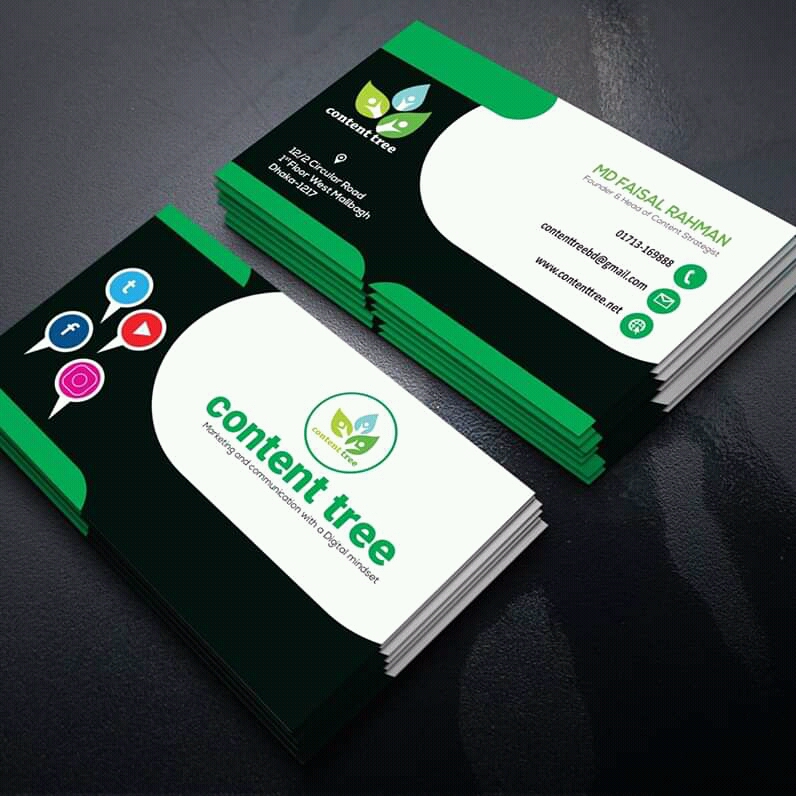 content tree
12/2 Circular Road
1st Floor West Malibagh
Dhaka-1217
MD FAISAL RAHMAN
Founder & Head of Content Strategist
01713-169888
contenttreebd@gmail.com
www.contenttree.net
t
f
content tree
content tree
Marketing and communication with a Digital mindset